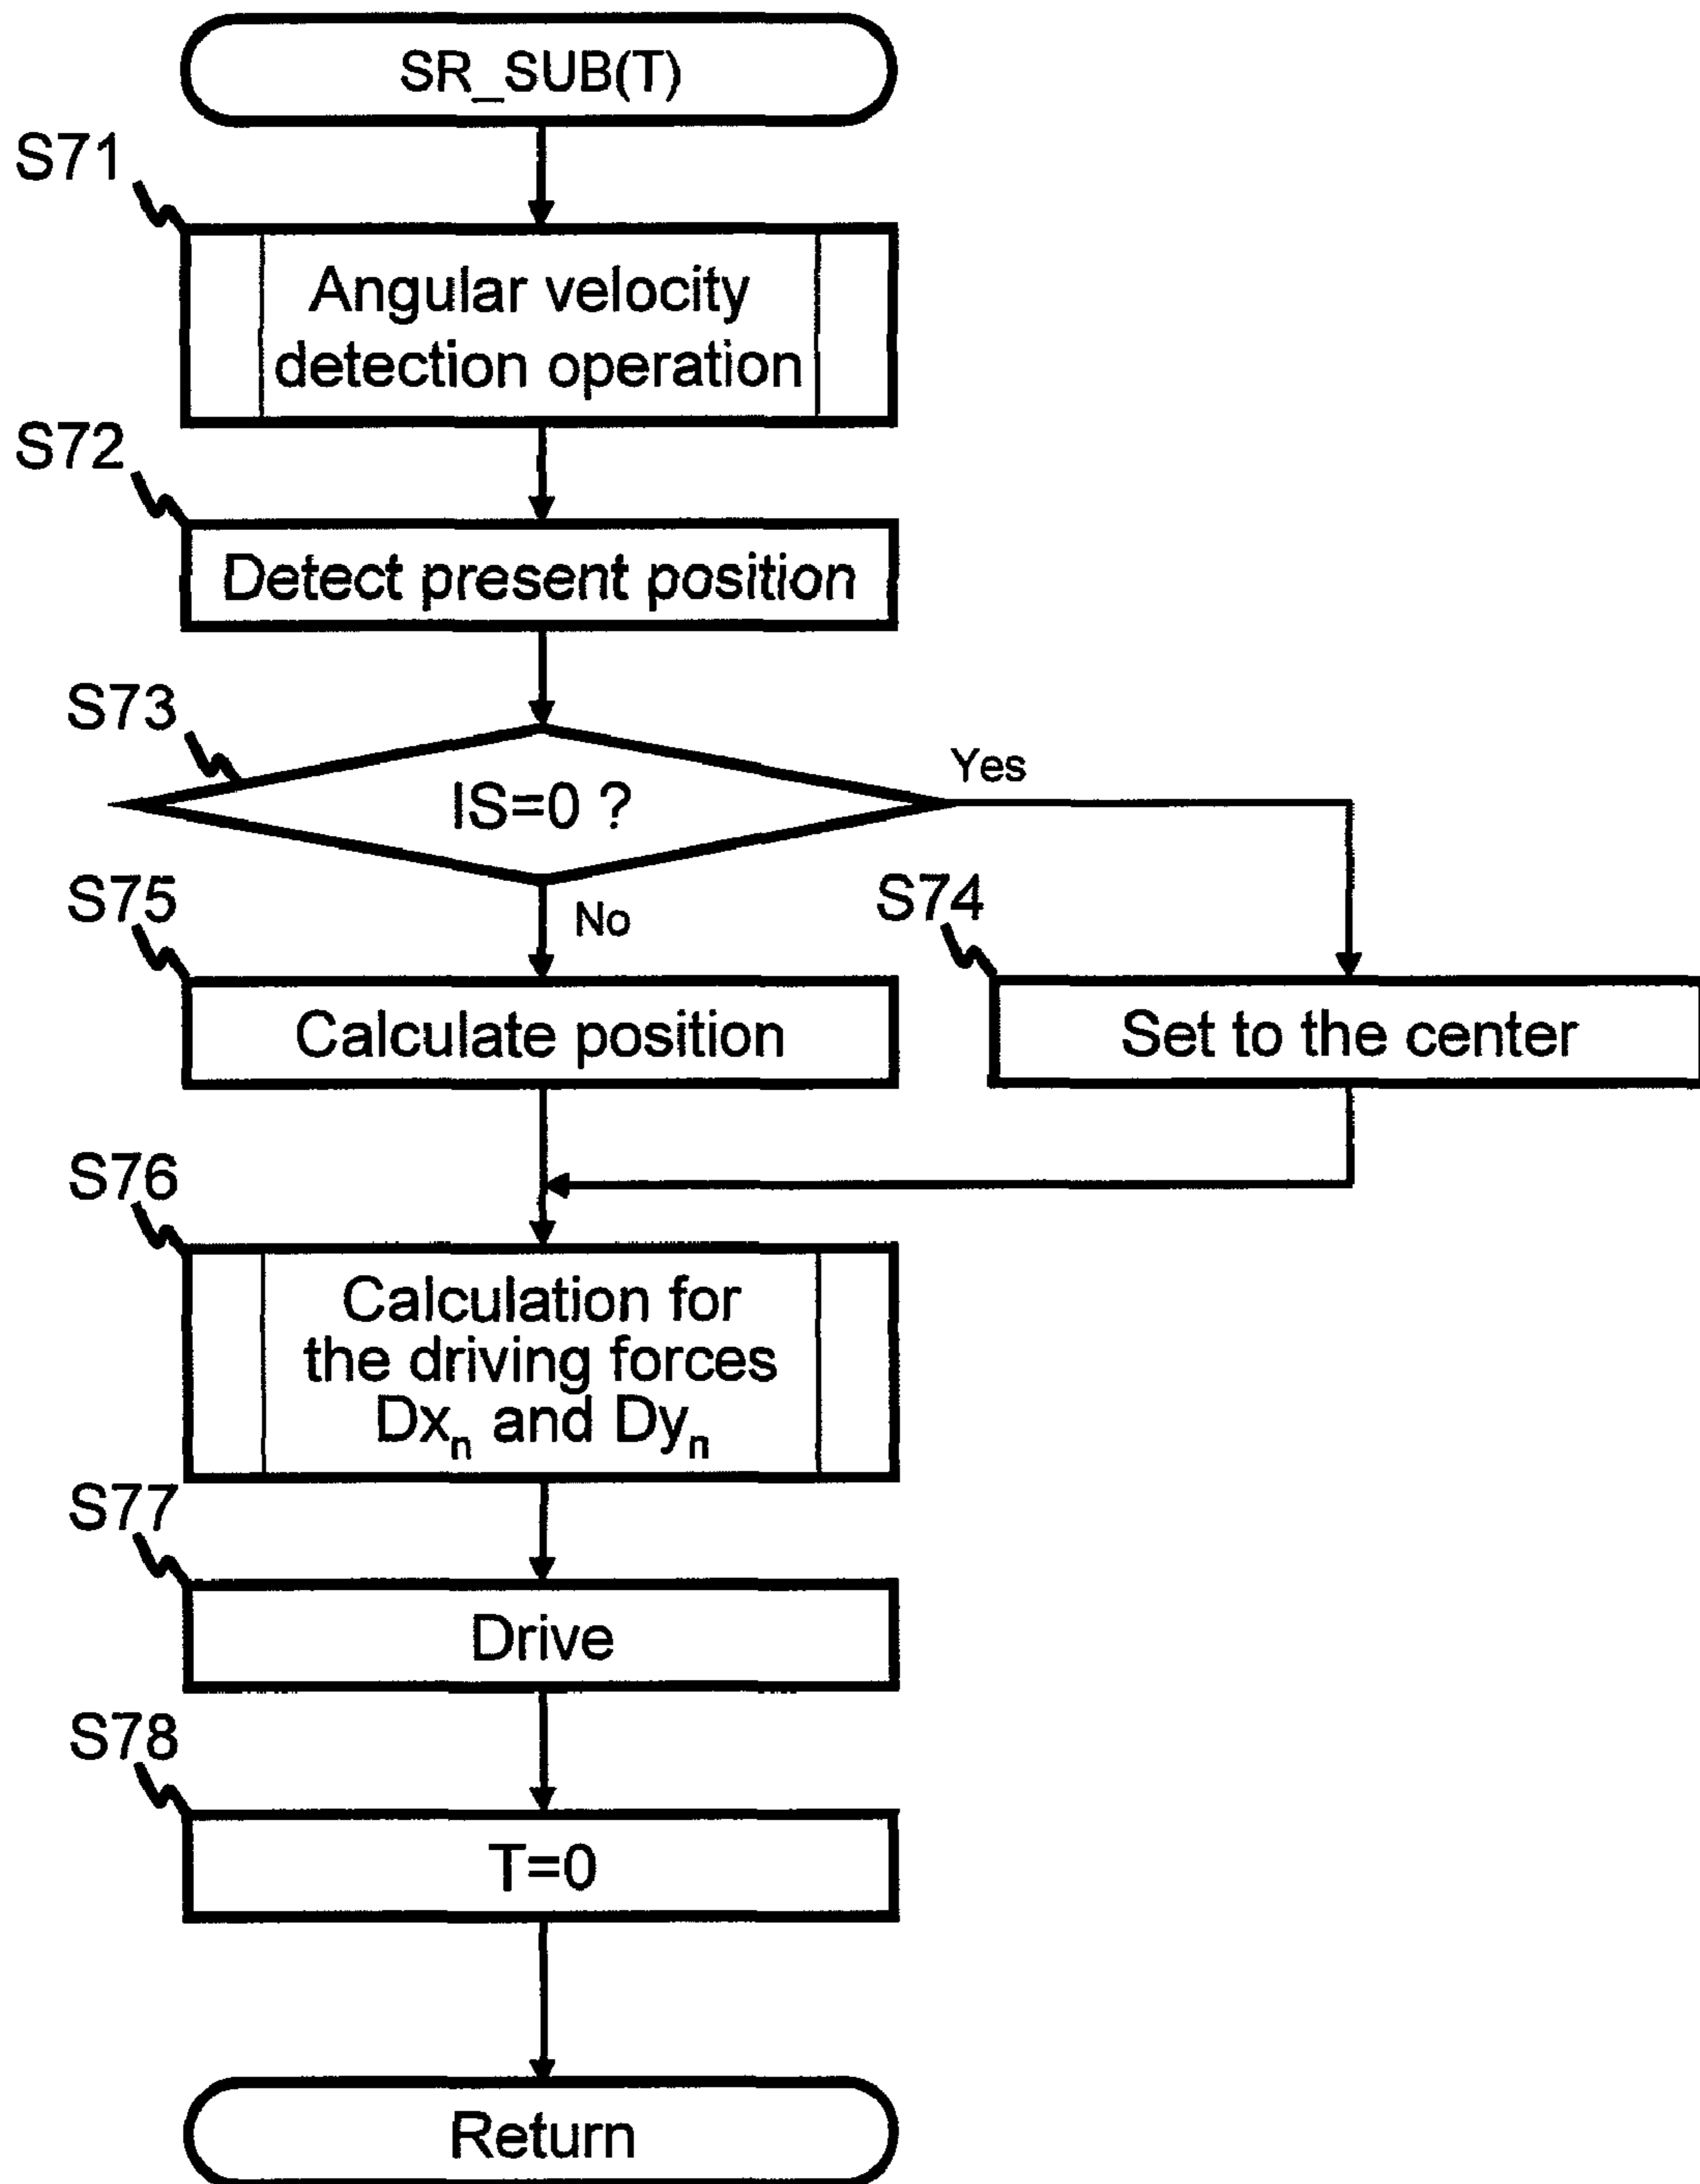 SR_SUB(T)
S71
Angular velocity
detection operation
S72
Detect present position
S73
IS=0 ?
Yes
No
S75
Calculate position
S74
Set to the center
S76
Calculation for
the driving forces
Dxₙ and Dyₙ
S77
Drive
S78
T=0
Return